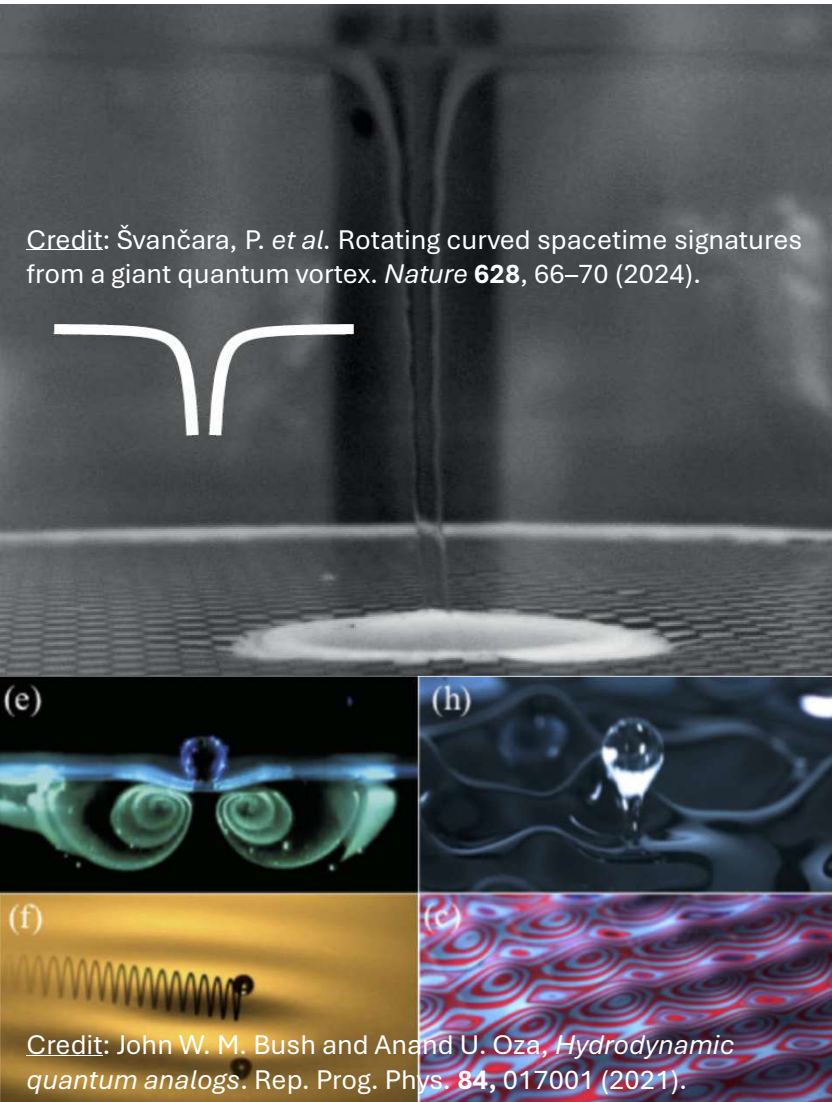 Credit: Švančara, P. et al. Rotating curved spacetime signatures
from a giant quantum vortex. Nature 628, 66–70 (2024).
(e)
(h)
(f)
(c)
Credit: John W. M. Bush and Anand U. Oza, Hydrodynamic
quantum analogs. Rep. Prog. Phys. 84, 017001 (2021).